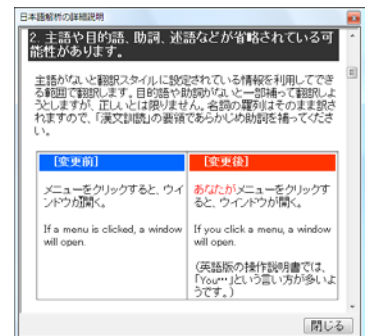 日本語解析の詳細説明
2. 主語や目的語、助詞、述語などが省略されている可
能性があります。
主語がないと翻訳スタイルに設定されている情報を利用してでき
る範囲で翻訳します。目的語や助詞がないと一部補って翻訳しよ
うとしますが、正しいとは限りません。名詞の羅列はそのまま訳さ
れますので、「漢文訓読」の要領であらかじめ助詞を補ってくださ
い。
[変更前]
メニューをクリックすると、ウイ
ンドウが開く。
If a menu is clicked, a window
will open.
[変更後]
あなたがメニューをクリックす
ると、ウインドウが開く。
If you click a menu, a window
will open.
(英語版の操作説明書では、
「You…」という言い方が多いよ
うです。)
閉じる